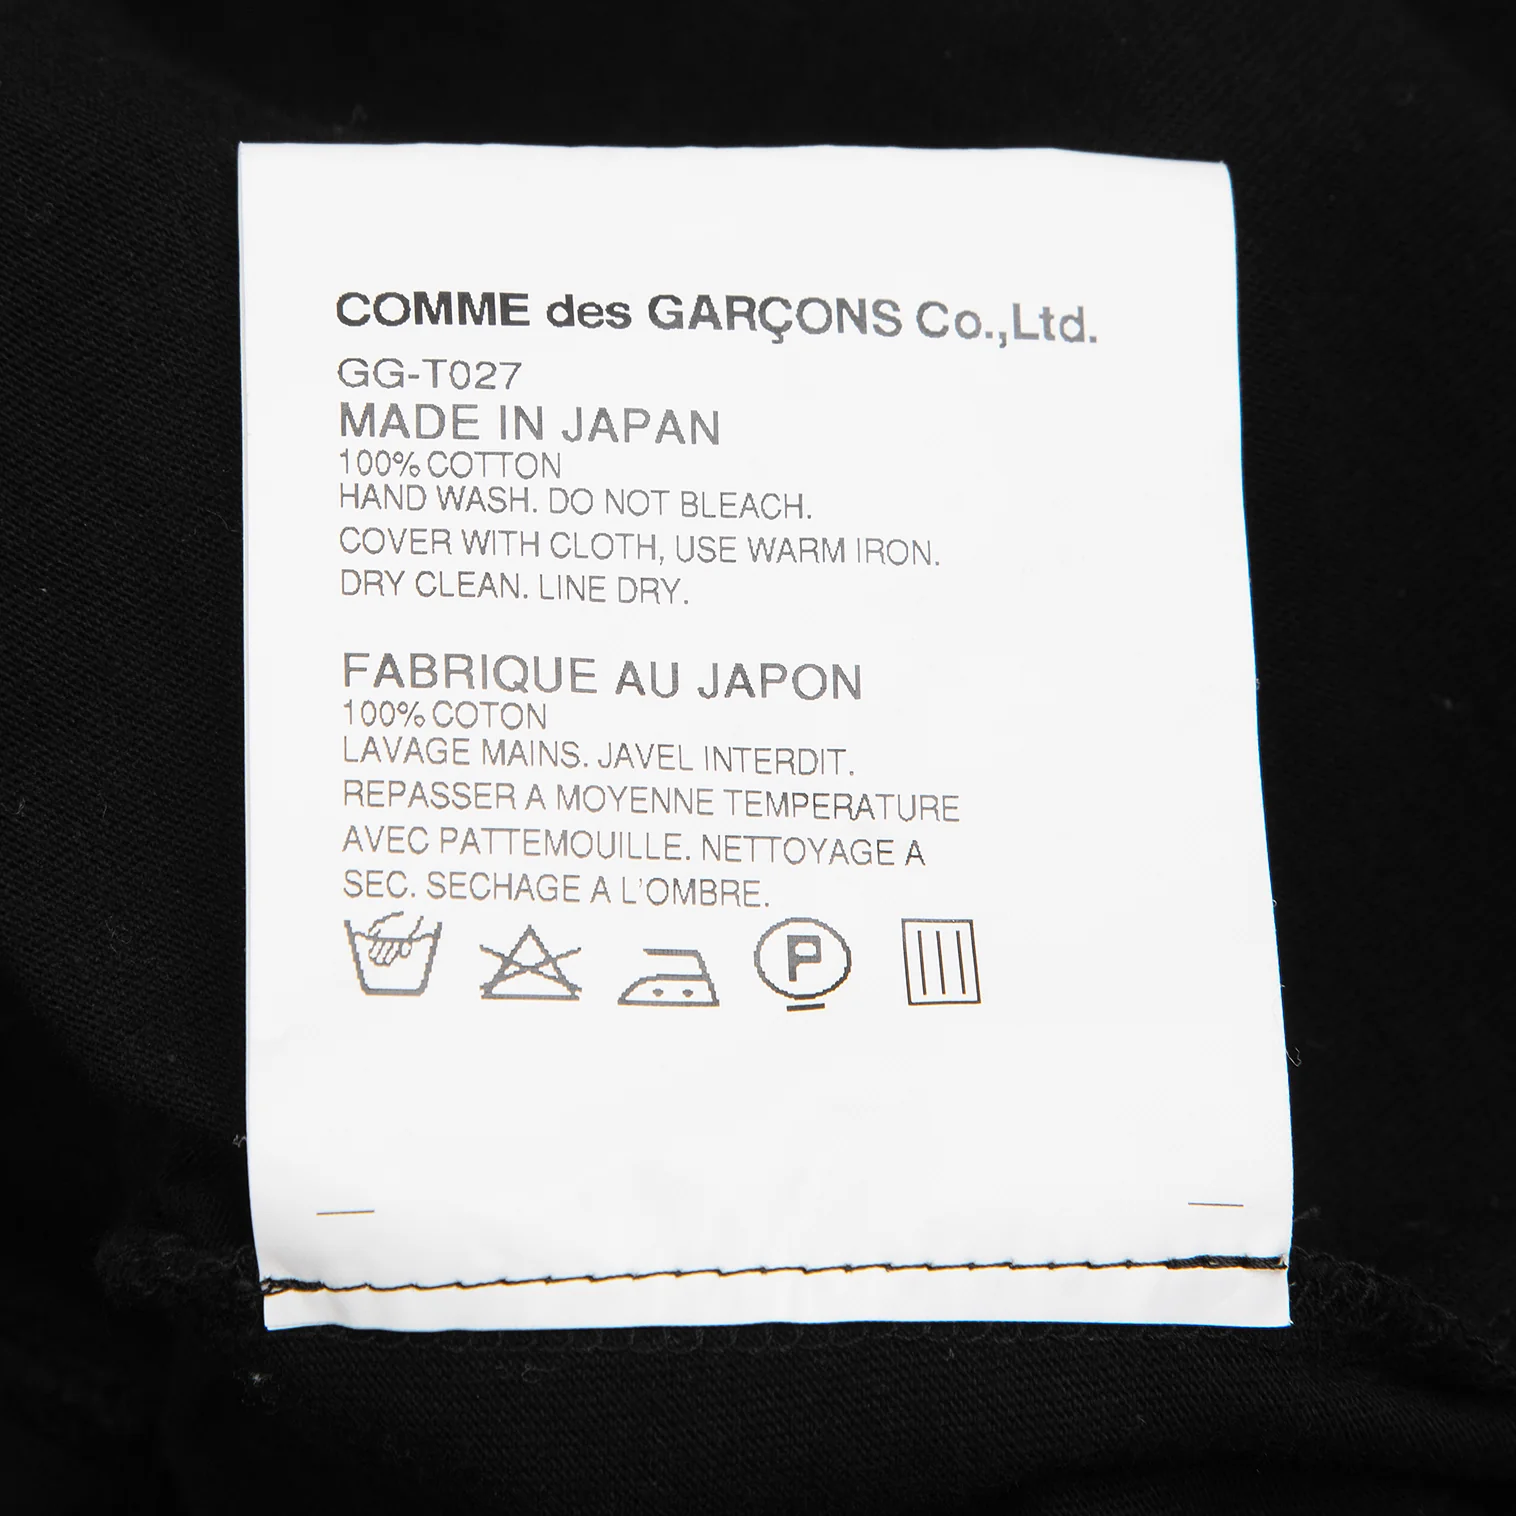 COMME des GARÇONS Co.,Ltd.
GG-T027
MADE IN JAPAN
100% COTTON
HAND WASH. DO NOT BLEACH.
COVER WITH CLOTH, USE WARM IRON.
DRY CLEAN. LINE DRY.
FABRIQUE AU JAPON
100% COTON
LAVAGE MAINS. JAVEL INTERDIT.
REPASSER A MOYENNE TEMPERATURE
AVEC PATTEMOUILLE. NETTOYAGE A
SEC. SECHAGE A L'OMBRE.
P